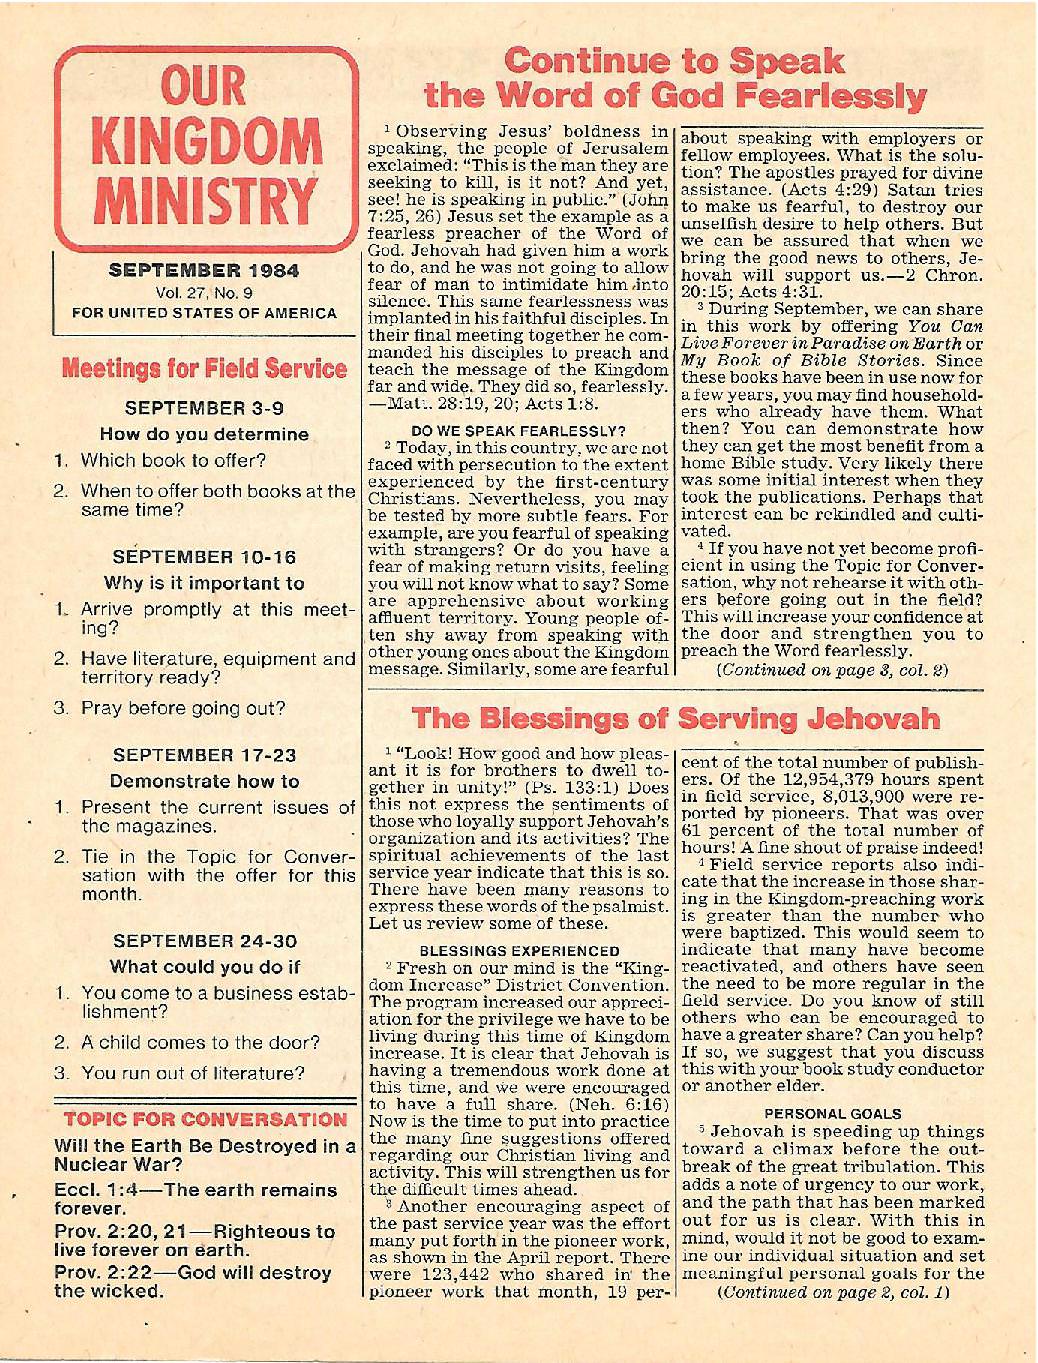 OUR
KINGDOM
MINISTRY
SEPTEMBER 1984
Vol. 27, No. 9
FOR UNITED STATES OF AMERICA
Meetings for Field Service
SEPTEMBER 3-9
How do you determine
1. Which book to offer?
2. When to offer both books at the
same time?
SEPTEMBER 10-16
Why is it important to
1. Arrive promptly at this meet-
ing?
2. Have literature, equipment and
territory ready?
3. Pray before going out?
SEPTEMBER 17-23
Demonstrate how to
1. Present the current issues of
the magazines.
2. Tie in the Topic for Conver-
sation with the offer for this
month.
SEPTEMBER 24-30
What could you do if
1. You come to a business estab-
lishment?
2. A child comes to the door?
3. You run out of literature?
TOPIC FOR CONVERSATION
Will the Earth Be Destroyed in a
Nuclear War?
Eccl. 1:4—The earth remains
forever.
Prov. 2:20, 21—Righteous to
live forever on earth.
Prov. 2:22—God will destroy
the wicked.
Continue to Speak
the Word of God Fearlessly
1 Observing Jesus' boldness in
speaking, the people of Jerusalem
exclaimed: "This is the man they are
seeking to kill, is it not? And yet,
see! he is speaking in public." (John
7:25, 26) Jesus set the example as a
fearless preacher of the Word of
God. Jehovah had given him a work
to do, and he was not going to allow
fear of man to intimidate him into
silence. This same fearlessness was
implanted in his faithful disciples. In
their final meeting together he com-
manded his disciples to preach and
teach the message of the Kingdom
far and wide. They did so, fearlessly.
—Matt. 28:19, 20; Acts 1:8.
DO WE SPEAK FEARLESSLY?
2 Today, in this country, we are not
faced with persecution to the extent
experienced by the first-century
Christians. Nevertheless, you may
be tested by more subtle fears. For
example, are you fearful of speaking
with strangers? Or do you have a
fear of making return visits, feeling
you will not know what to say? Some
are apprehensive about working
affluent territory. Young people of-
ten shy away from speaking with
other young ones about the Kingdom
message. Similarly, some are fearful
about speaking with employers or
fellow employees. What is the solu-
tion? The apostles prayed for divine
assistance. (Acts 4:29) Satan tries
to make us fearful, to destroy our
unselfish desire to help others. But
we can be assured that when we
bring the good news to others, Je-
hovah will support us.—2 Chron.
20:15; Acts 4:31.
3 During September, we can share
in this work by offering You Can
Live Forever in Paradise on Earth or
My Book of Bible Stories. Since
these books have been in use now for
a few years, you may find household-
ers who already have them. What
then? You can demonstrate how
they can get the most benefit from a
home Bible study. Very likely there
was some initial interest when they
took the publications. Perhaps that
interest can be rekindled and culti-
vated.
4 If you have not yet become profi-
cient in using the Topic for Conver-
sation, why not rehearse it with oth-
ers before going out in the field?
This will increase your confidence at
the door and strengthen you to
preach the Word fearlessly.
(Continued on page 3, col. 2)
The Blessings of Serving Jehovah
1 "Look! How good and how pleas-
ant it is for brothers to dwell to-
gether in unity!" (Ps. 133:1) Does
this not express the sentiments of
those who loyally support Jehovah's
organization and its activities? The
spiritual achievements of the last
service year indicate that this is so.
There have been many reasons to
express these words of the psalmist.
Let us review some of these.
BLESSINGS EXPERIENCED
2 Fresh on our mind is the "King-
dom Increase" District Convention.
The program increased our appreci-
ation for the privilege we have to be
living during this time of Kingdom
increase. It is clear that Jehovah is
having a tremendous work done at
this time, and we were encouraged
to have a full share. (Neh. 6:16)
Now is the time to put into practice
the many fine suggestions offered
regarding our Christian living and
activity. This will strengthen us for
the difficult times ahead.
3 Another encouraging aspect of
the past service year was the effort
many put forth in the pioneer work,
as shown in the April report. There
were 123,442 who shared in the
pioneer work that month, 19 per-
cent of the total number of publish-
ers. Of the 12,954,379 hours spent
in field service, 8,013,900 were re-
ported by pioneers. That was over
61 percent of the total number of
hours! A fine shout of praise indeed!
4 Field service reports also indi-
cate that the increase in those shar-
ing in the Kingdom-preaching work
is greater than the number who
were baptized. This would seem to
indicate that many have become
reactivated, and others have seen
the need to be more regular in the
field service. Do you know of still
others who can be encouraged to
have a greater share? Can you help?
If so, we suggest that you discuss
this with your book study conductor
or another elder.
PERSONAL GOALS
5 Jehovah is speeding up things
toward a climax before the out-
break of the great tribulation. This
adds a note of urgency to our work,
and the path that has been marked
out for us is clear. With this in
mind, would it not be good to exam-
ine our individual situation and set
meaningful personal goals for the
(Continued on page 2, col. 1)